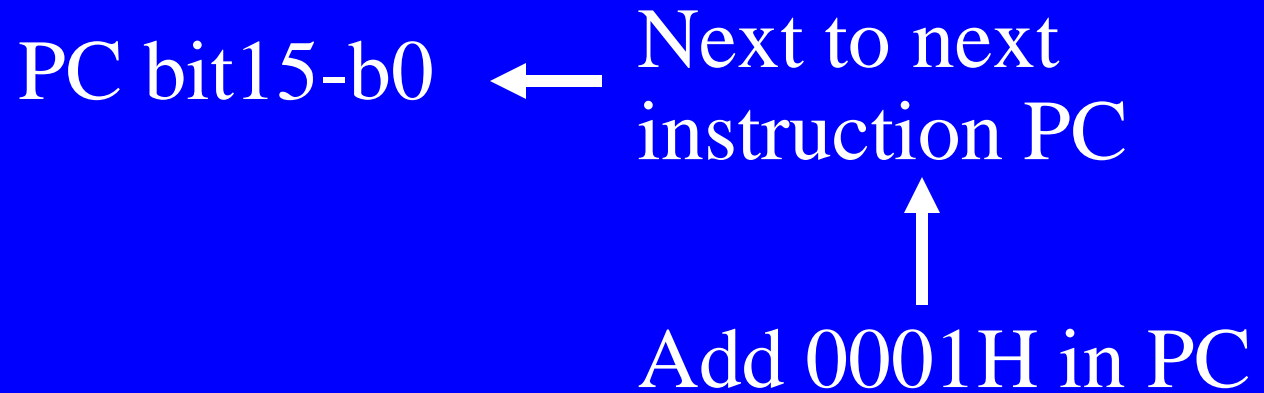 PC bit15-b0
Next to next
instruction PC
Add 0001H in PC